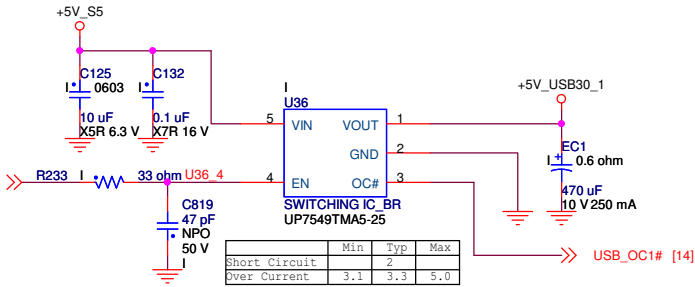 +5V_S5
C125
I 0603
10 uF
X5R 6.3 V
C132
I
0.1 uF
X7R 16 V
I
U36
5 VIN
VOUT 1
GND 2
4 EN
OC# 3
SWITCHING IC_BR
UP7549TMA5-25
+5V_USB30_1
EC1
I + 0.6 ohm
470 uF
10 V 250 mA
R233 I 33 ohm U36_4
C819
47 pF
NPO
50 V
I
Min Typ Max
Short Circuit 2
Over Current 3.1 3.3 5.0
USB_OC1# [14]